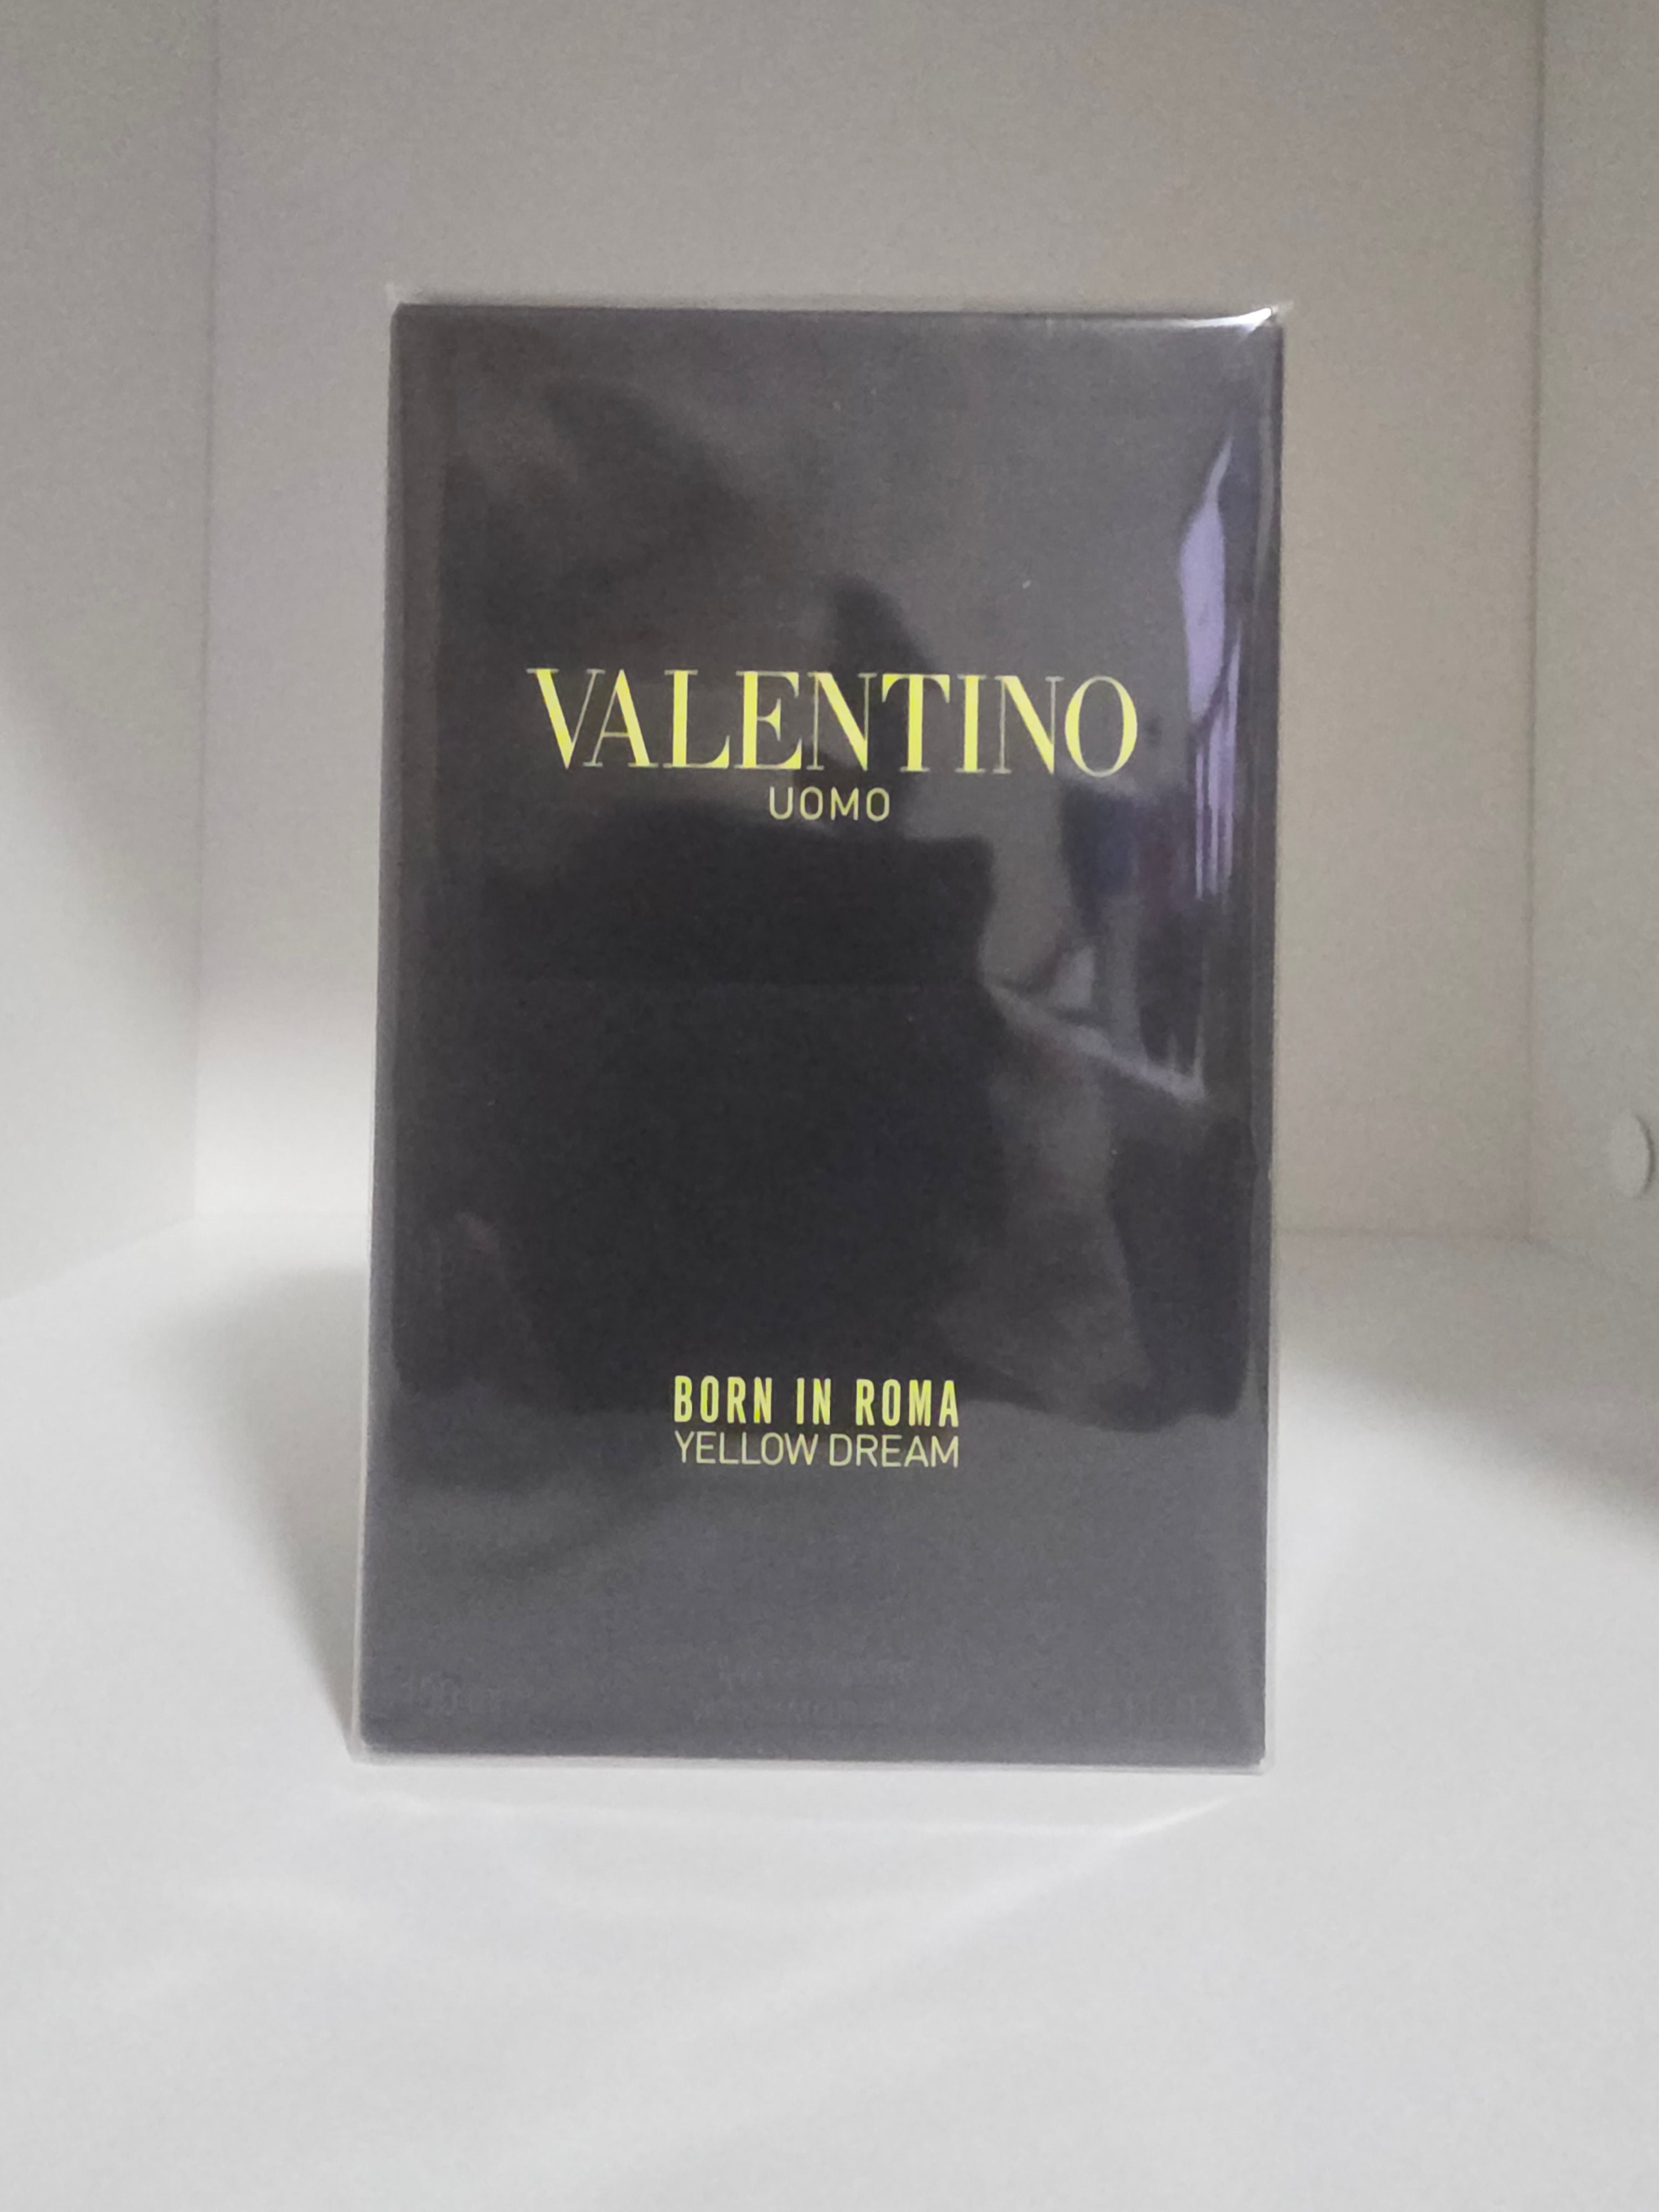 VALENTINO
UOMO
BORN IN ROMA
YELLOW DREAM